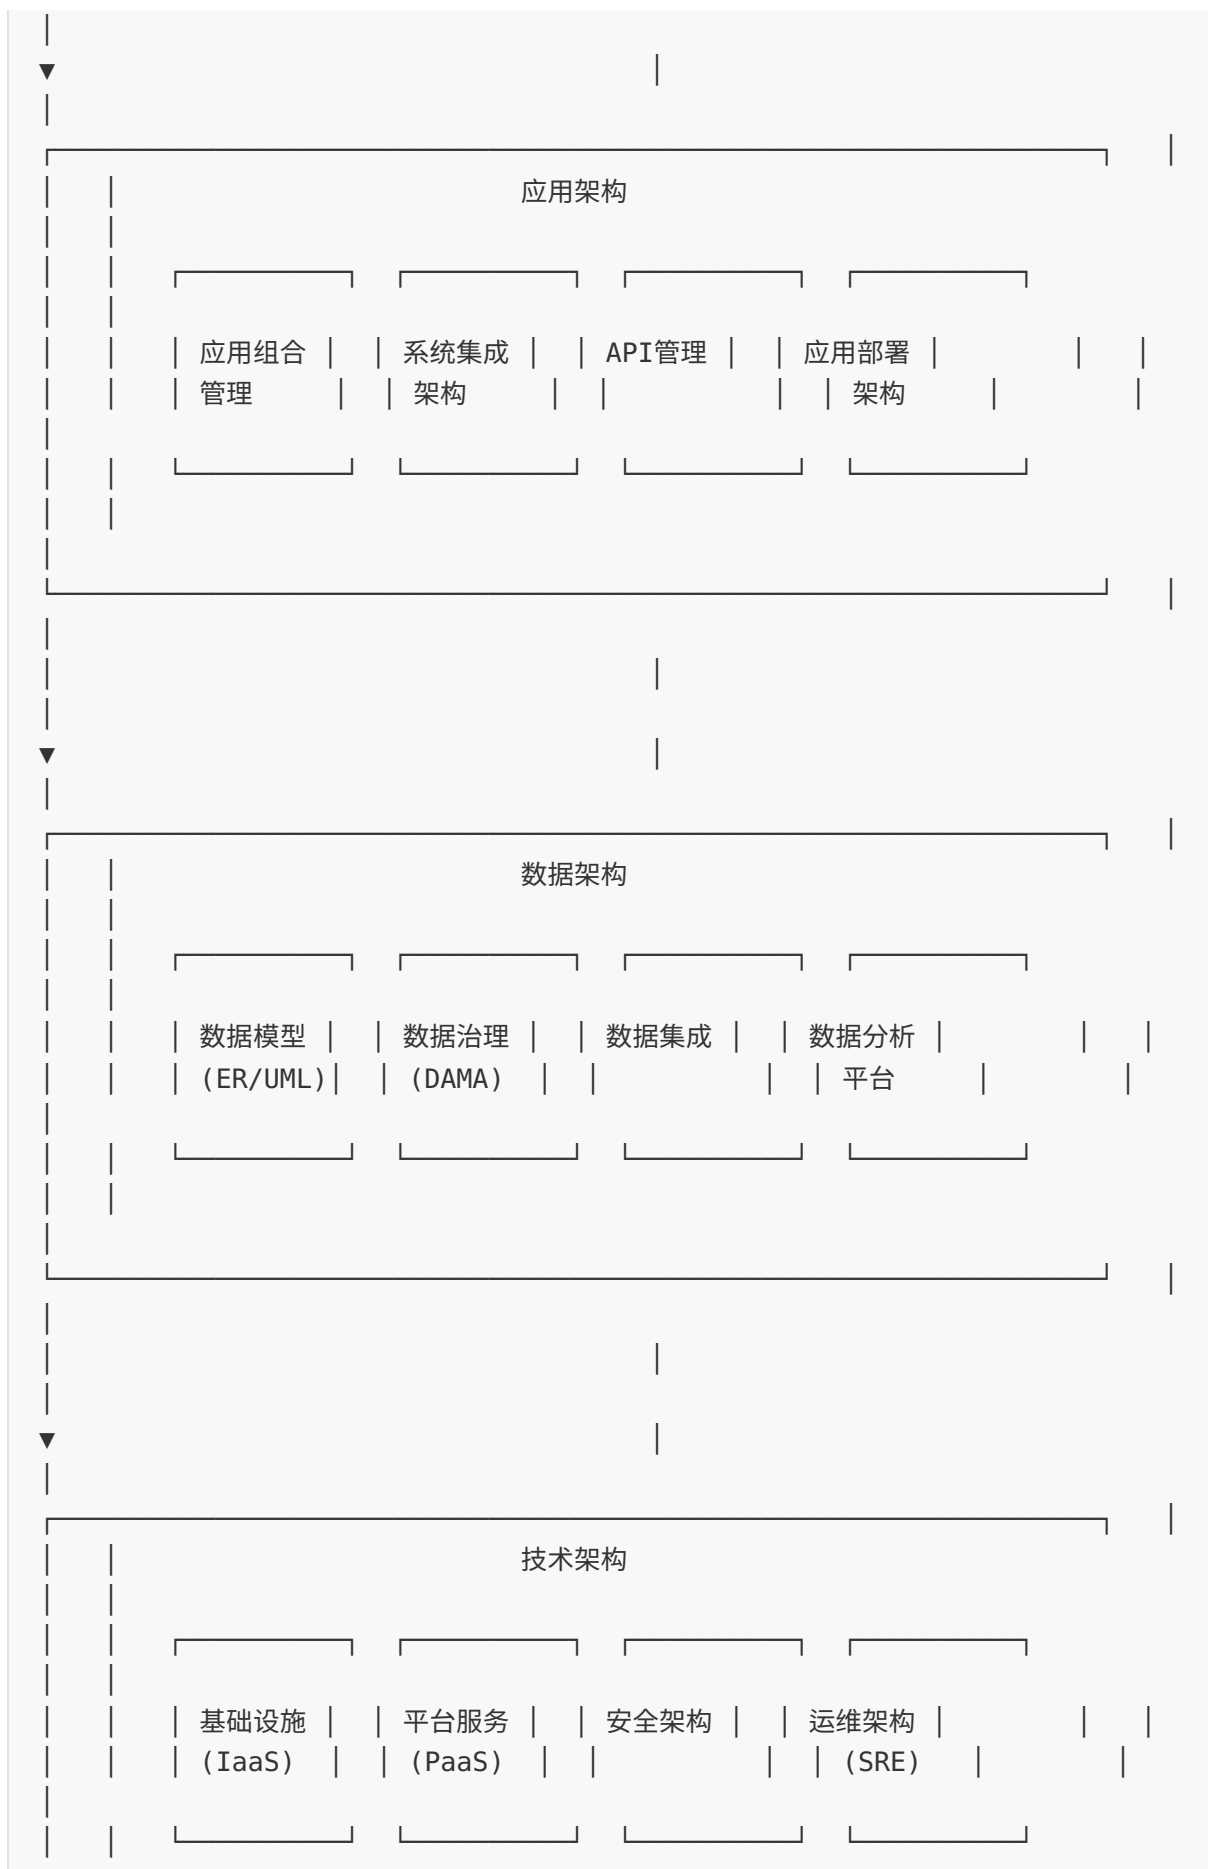 应用架构
应用组合 系统集成 API管理 应用部署
管理 架构 架构
数据架构
数据模型 数据治理 数据集成 数据分析
(ER/UML) (DAMA) 平台
技术架构
基础设施 平台服务 安全架构 运维架构
(IaaS) (PaaS) (SRE)